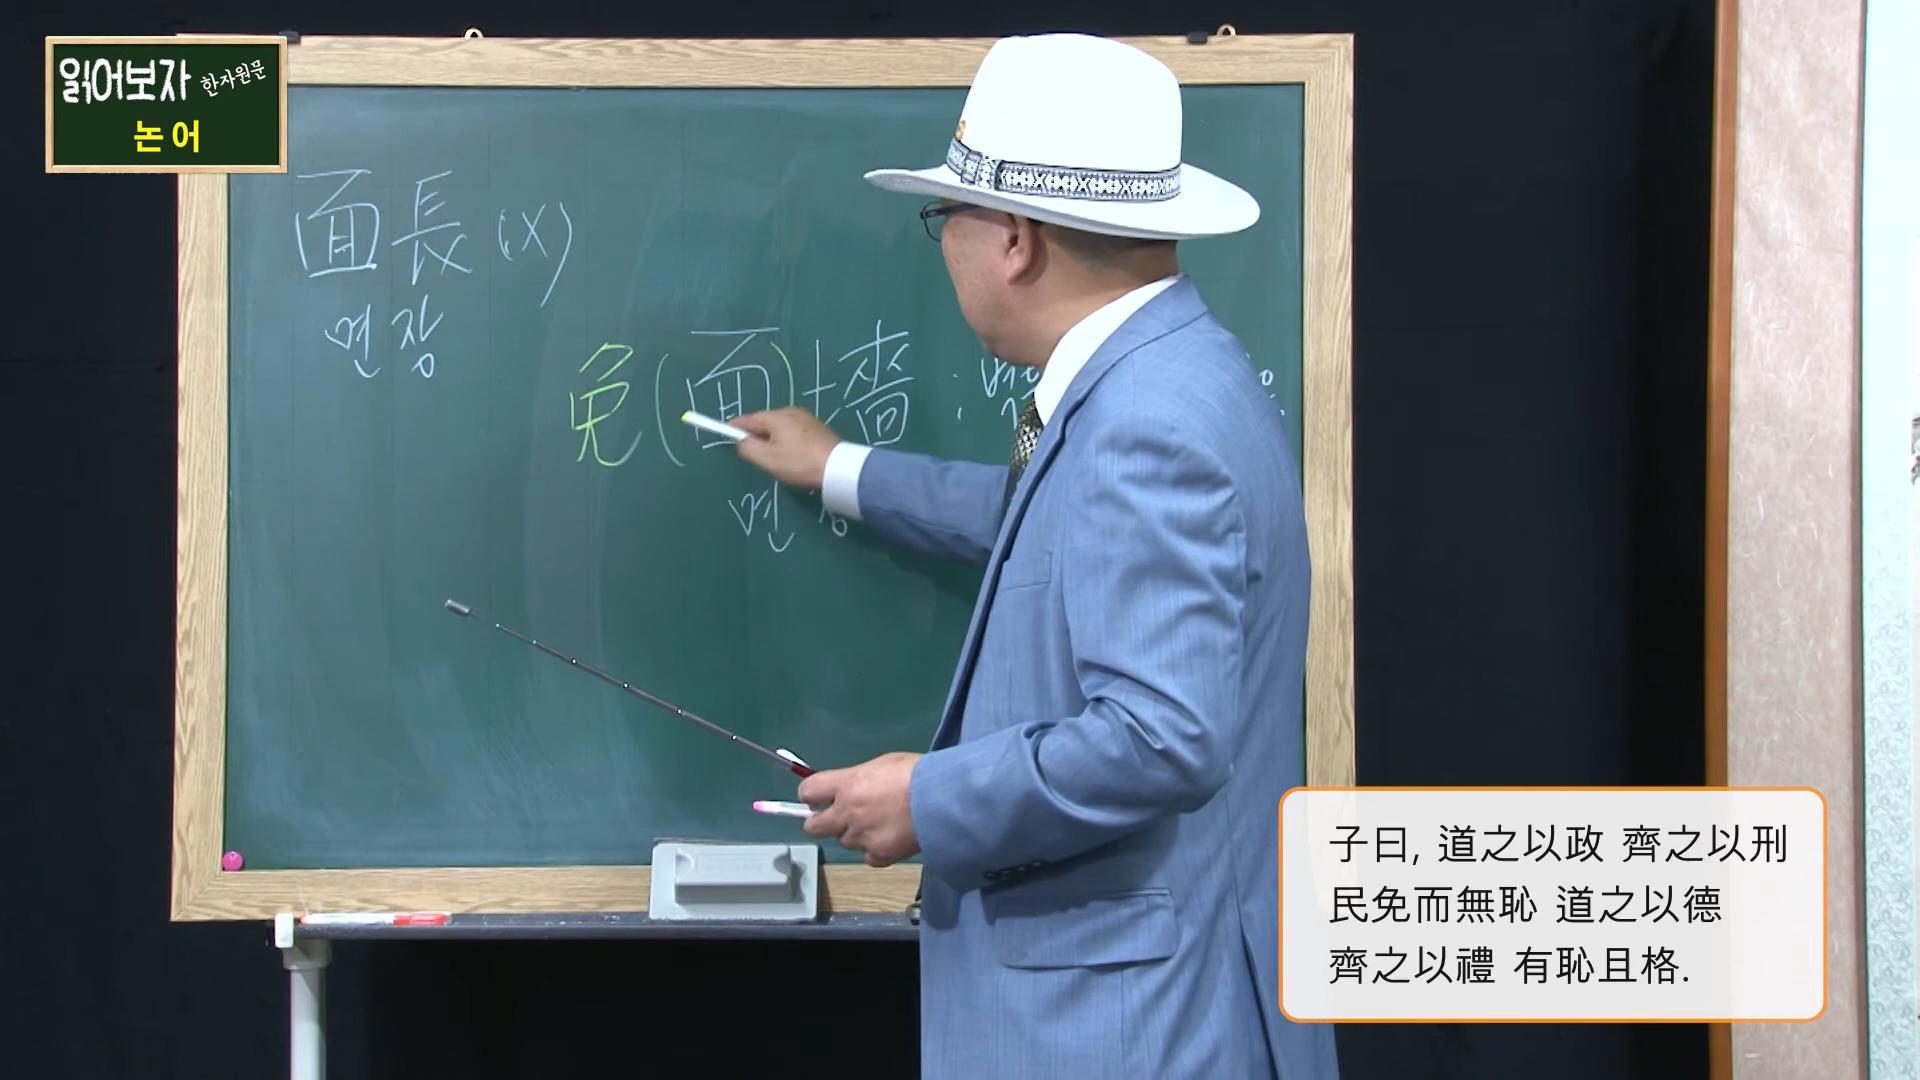 읽어보자 한자원문
논어
面長 (X)
면장
免(面)墻 :
면
子曰, 道之以政 齊之以刑
民免而無恥 道之以德
齊之以禮 有恥且格.